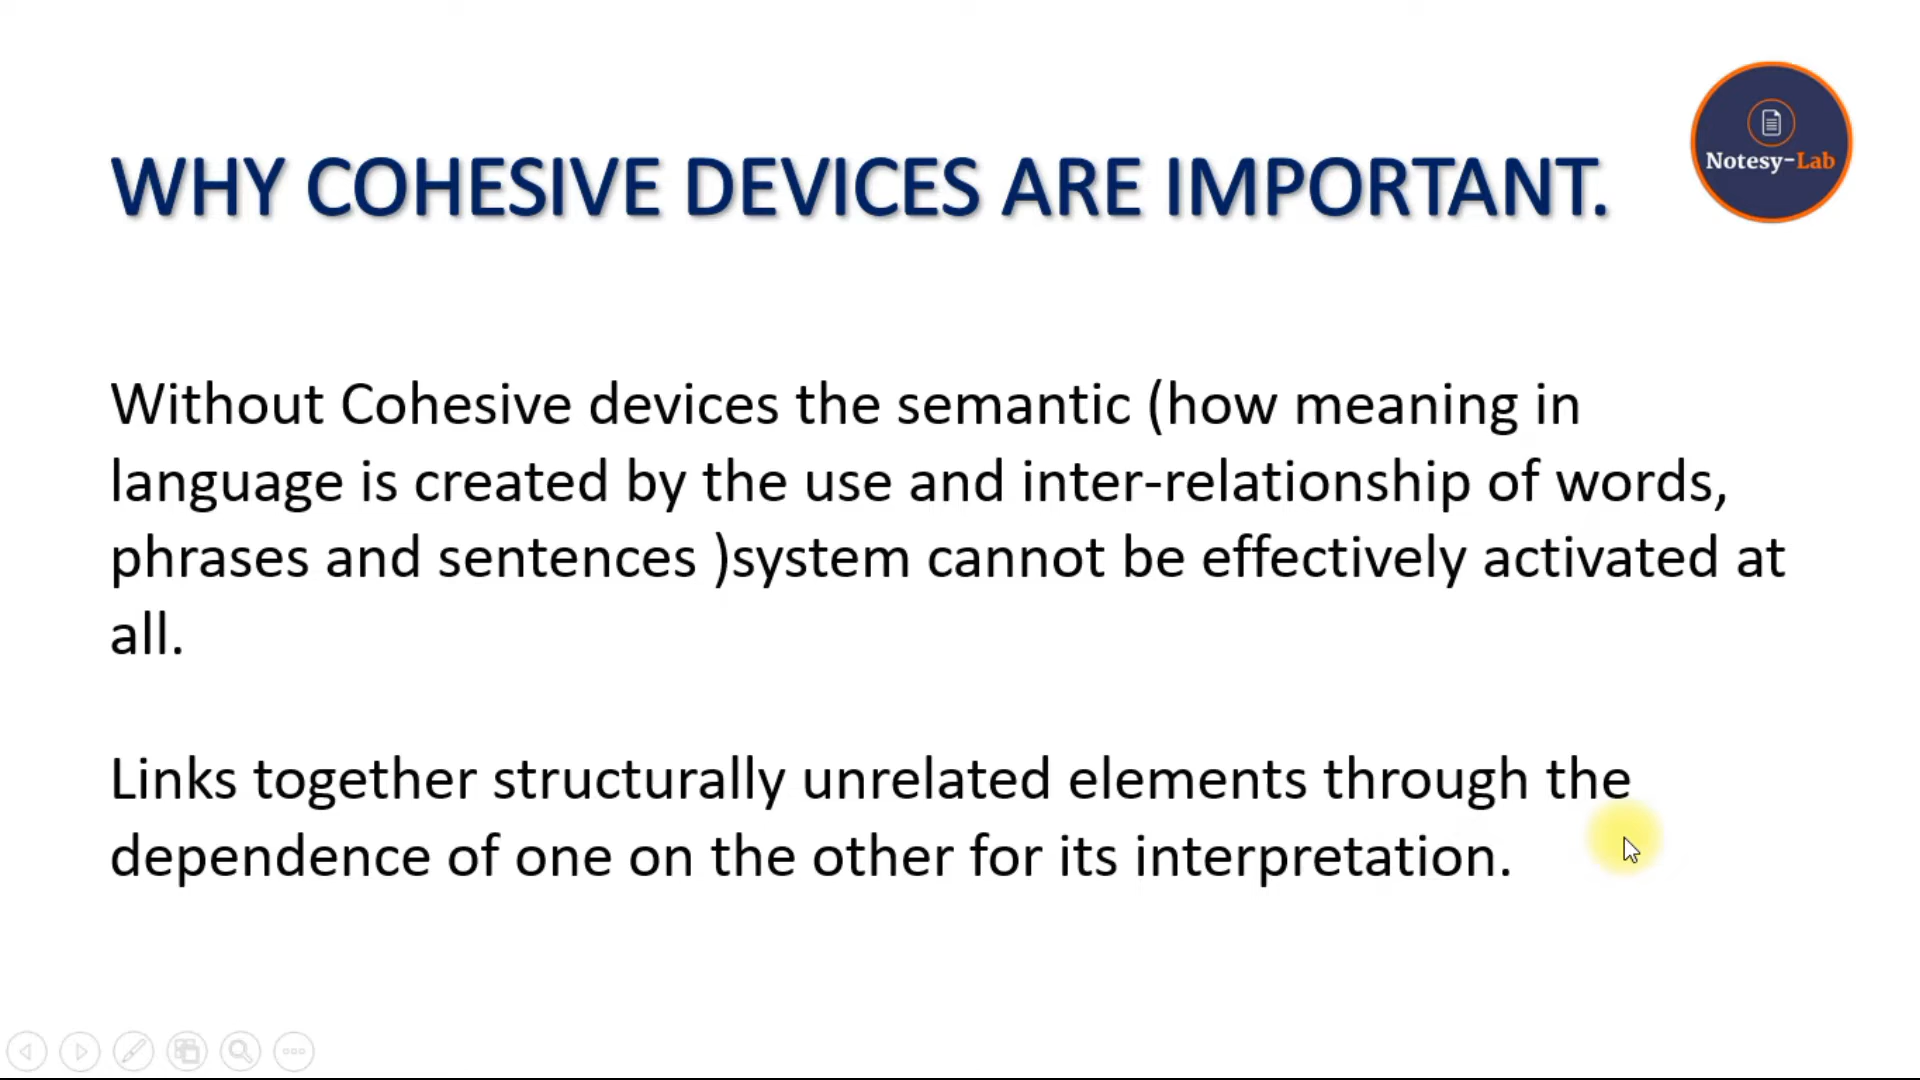 Notesy-Lab
WHY COHESIVE DEVICES ARE IMPORTANT.
Without Cohesive devices the semantic (how meaning in
language is created by the use and inter-relationship of words,
phrases and sentences )system cannot be effectively activated at
all.
Links together structurally unrelated elements through the
dependence of one on the other for its interpretation.